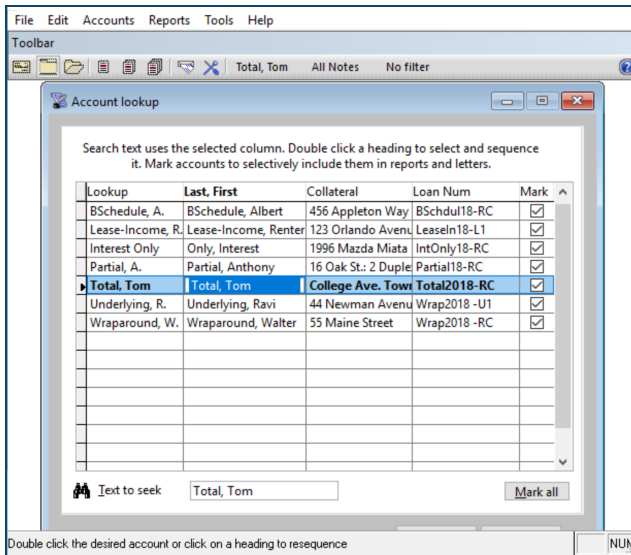 File Edit Accounts Reports Tools Help
Toolbar
Total, Tom All Notes No filter
Account lookup
Search text uses the selected column. Double click a heading to select and sequence
it. Mark accounts to selectively include them in reports and letters.
Lookup Last, First Collateral Loan Num Mark
BSchedule, A. BSchedule, Albert 456 Appleton Way BSchdul18-RC
Lease-Income, R. Lease-Income, Renter 123 Orlando Avenu LeaseIn18-L1
Interest Only Only, Interest 1996 Mazda Miata IntOnly18-RC
Partial, A. Partial, Anthony 16 Oak St.: 2 Duple Partial18-RC
Total, Tom Total, Tom College Ave. Town Total2018-RC
Underlying, R. Underlying, Ravi 44 Newman Avenu Wrap2018 -U1
Wraparound, W. Wraparound, Walter 55 Maine Street Wrap2018 -RC
Text to seek Total, Tom Mark all
Double click the desired account or click on a heading to resequence NUM